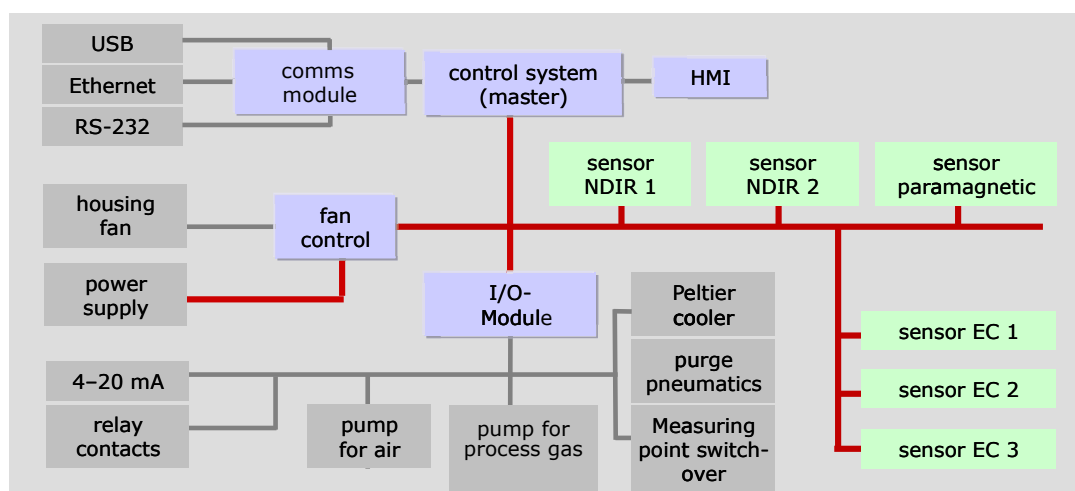 USB
Ethernet
RS-232
comms
module
control system
(master)
HMI
sensor
NDIR 1
sensor
NDIR 2
sensor
paramagnetic
housing
fan
fan
control
power
supply
I/O-
Module
Peltier
cooler
purge
pneumatics
Measuring
point switch-
over
4–20 mA
relay
contacts
pump
for air
pump for
process gas
sensor EC 1
sensor EC 2
sensor EC 3